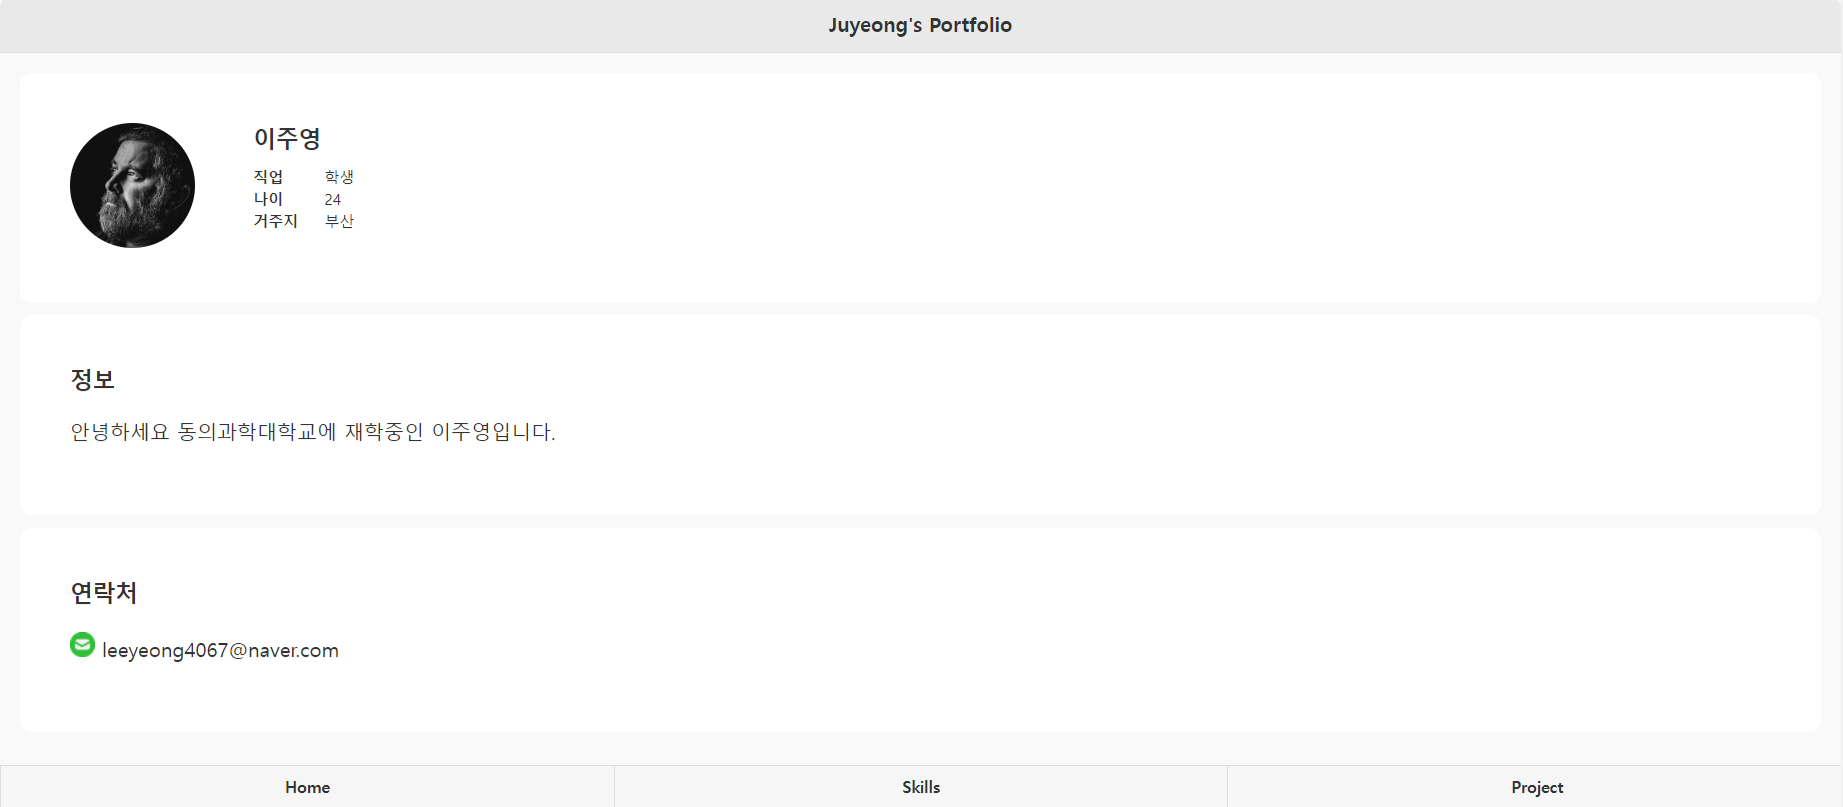 Juyeong's Portfolio
이주영
직업 학생
나이 24
거주지 부산
정보
안녕하세요 동의과학대학교에 재학중인 이주영입니다.
연락처
leeyeong4067@naver.com
Home Skills Project